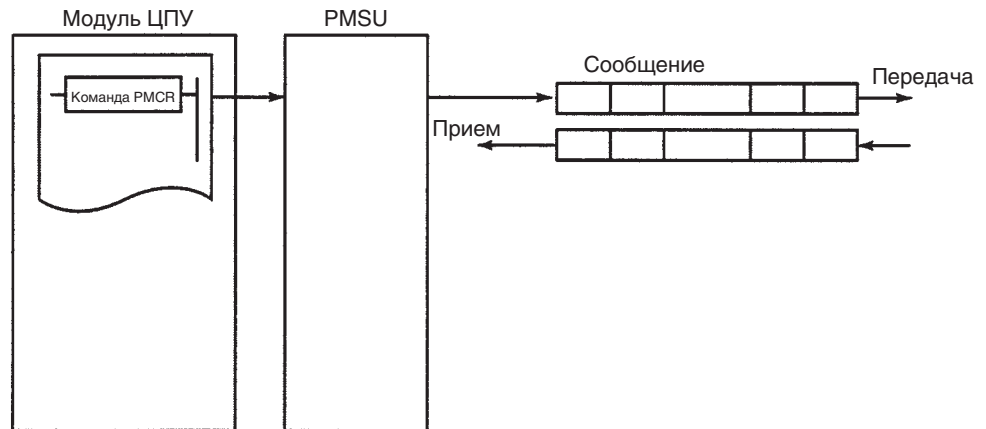 Модуль ЦПУ
PMSU
Команда PMCR
Сообщение
Передача
Прием